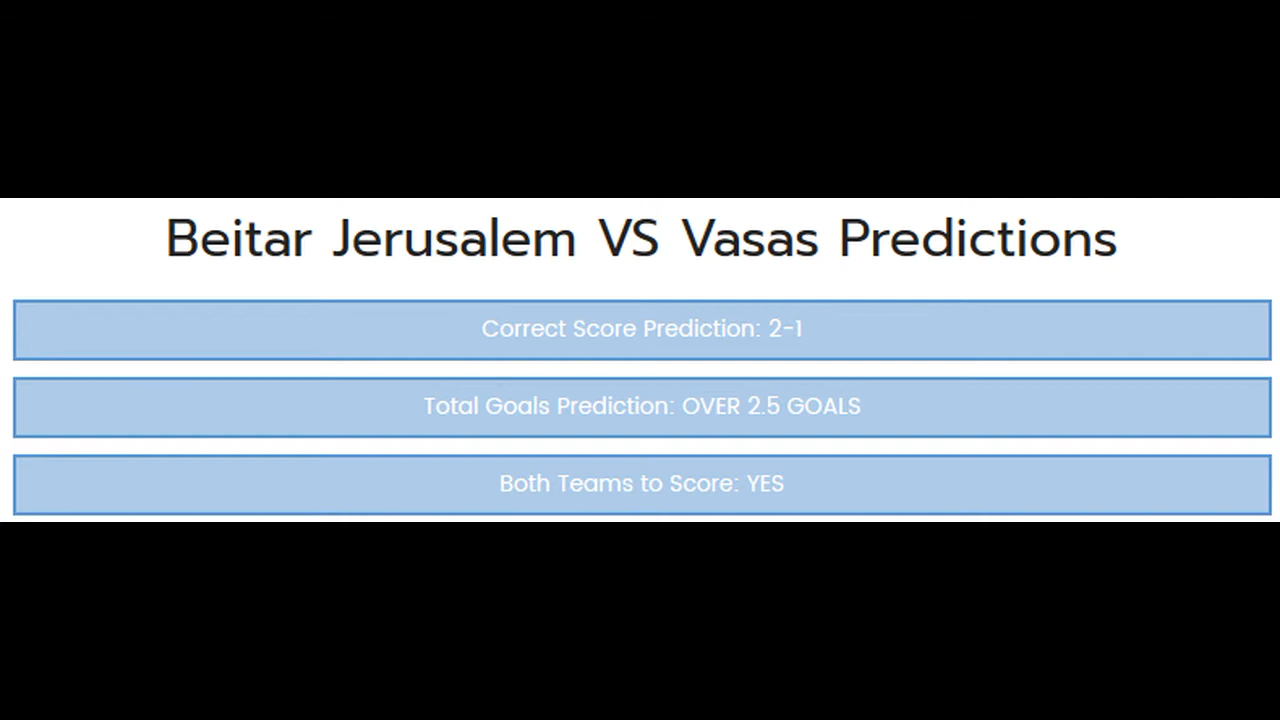 Beitar Jerusalem VS Vasas Predictions
Correct Score Prediction: 2-1
Total Goals Prediction: OVER 2.5 GOALS
Both Teams to Score: YES